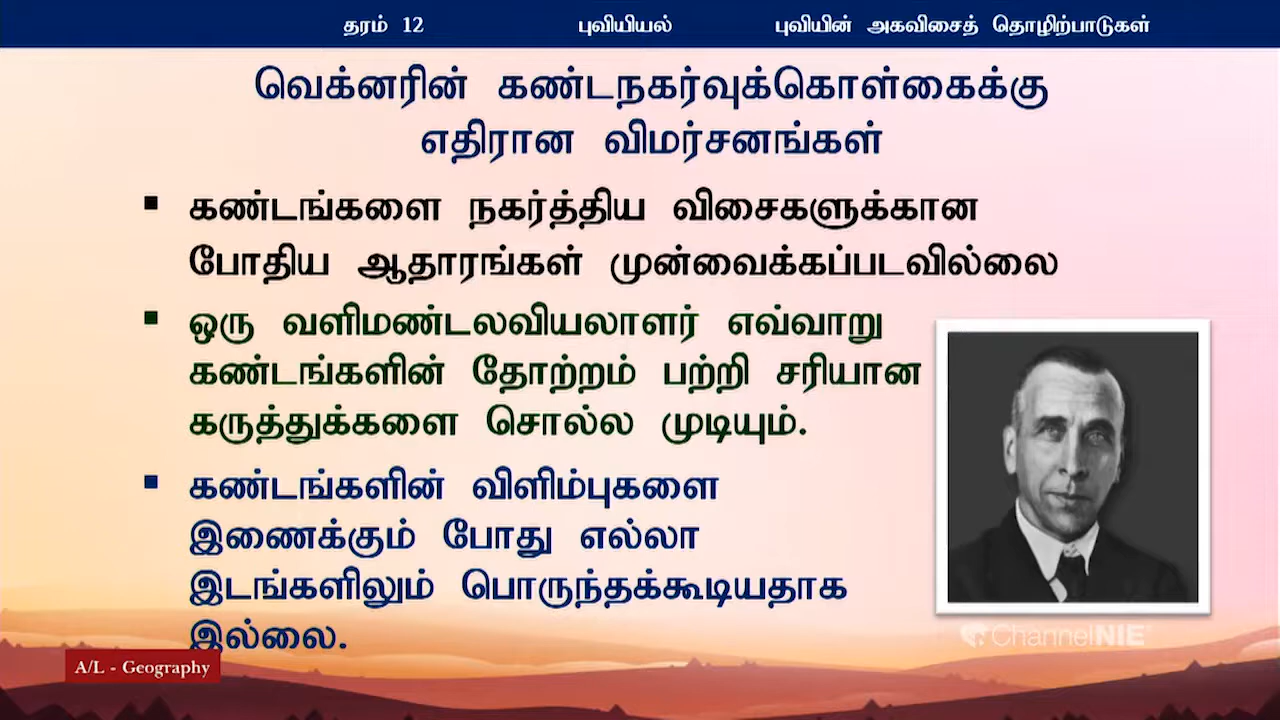 தரம் 12 புவியியல் புவியின் அகவிசைத் தொழிற்பாடுகள்
வெக்னரின் கண்டநகர்வுக்கொள்கைக்கு
எதிரான விமர்சனங்கள்
▪ கண்டங்களை நகர்த்திய விசைகளுக்கான
போதிய ஆதாரங்கள் முன்வைக்கப்படவில்லை
▪ ஒரு வளிமண்டலவியலாளர் எவ்வாறு
கண்டங்களின் தோற்றம் பற்றி சரியான
கருத்துக்களை சொல்ல முடியும்.
▪ கண்டங்களின் விளிம்புகளை
இணைக்கும் போது எல்லா
இடங்களிலும் பொருந்தக்கூடியதாக
இல்லை.
ChannelNIE
A/L - Geography